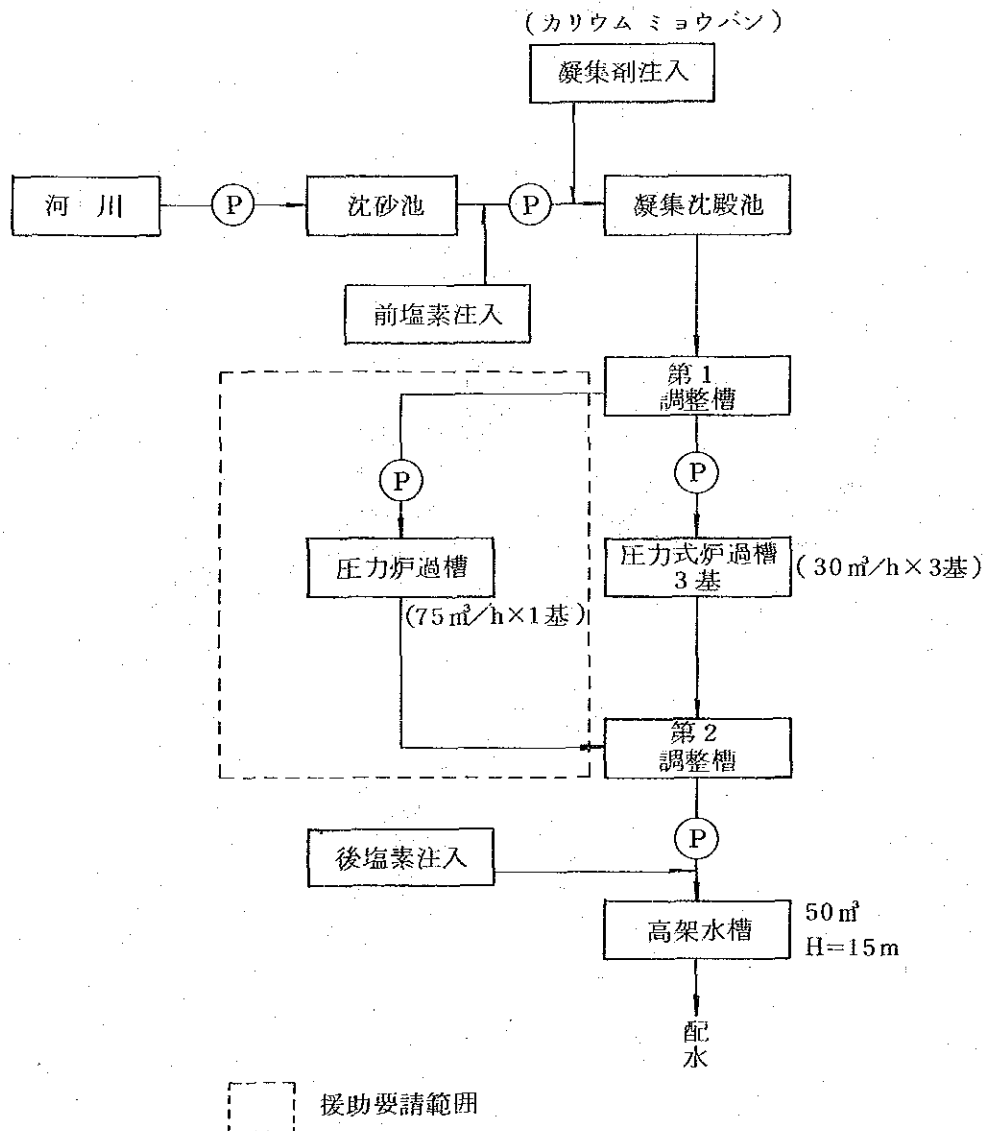 (カリウム ミョウバン)
凝集剤注入
河 川
P
沈砂池
P
凝集沈殿池
前塩素注入
第1
調整槽
P
P
圧力炉過槽
(75㎥/h×1基)
圧力式炉過槽
3基
(30㎥/h×3基)
第2
調整槽
P
後塩素注入
高架水槽
50㎥
H=15m
配
水
援助要請範囲